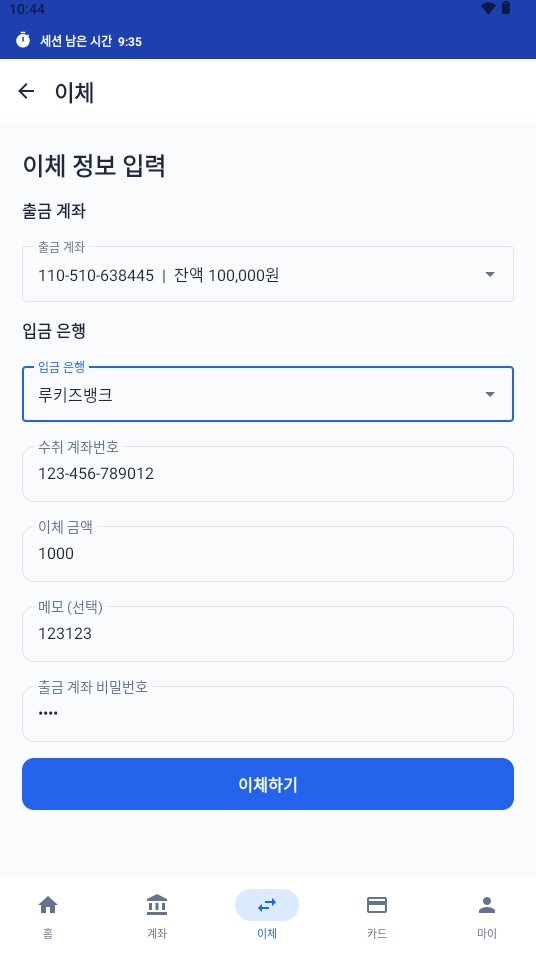 10:44
세션 남은 시간 9:35
이체
이체 정보 입력
출금 계좌
출금 계좌
110-510-638445 | 잔액 100,000원
입금 은행
입금 은행
루키즈뱅크
수취 계좌번호
123-456-789012
이체 금액
1000
메모 (선택)
123123
출금 계좌 비밀번호
••••
이체하기
홈 계좌 이체 카드 마이